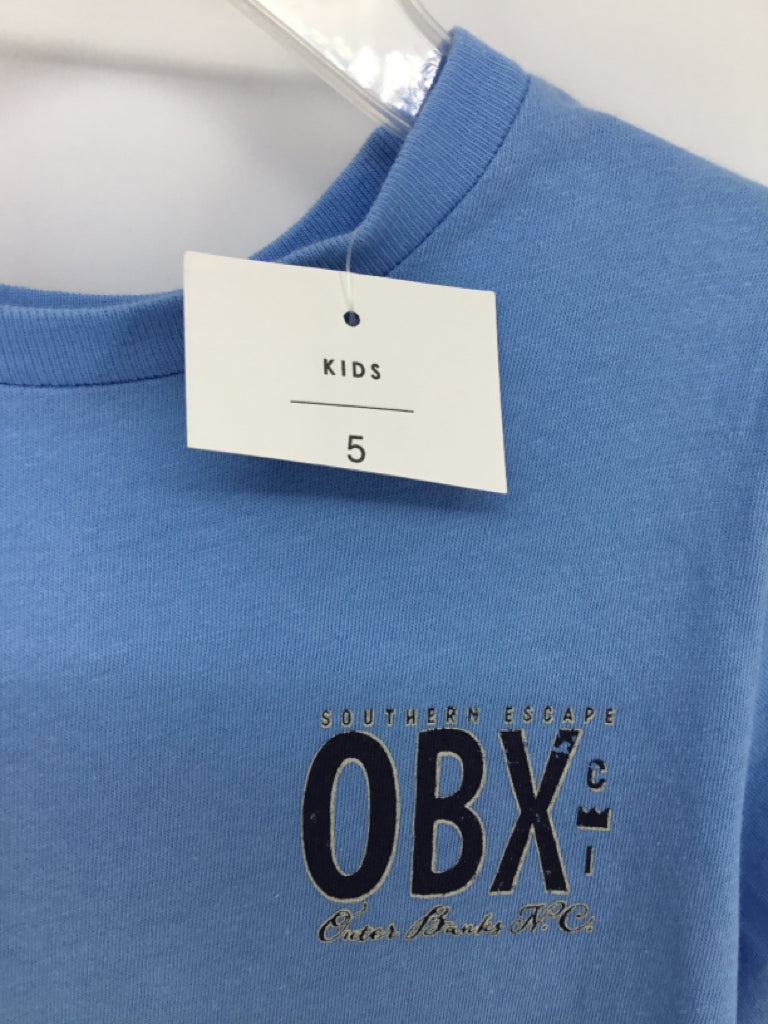 KIDS
5
SOUTHERN ESCAPE
OBX
C
I
Outer Banks N.C.